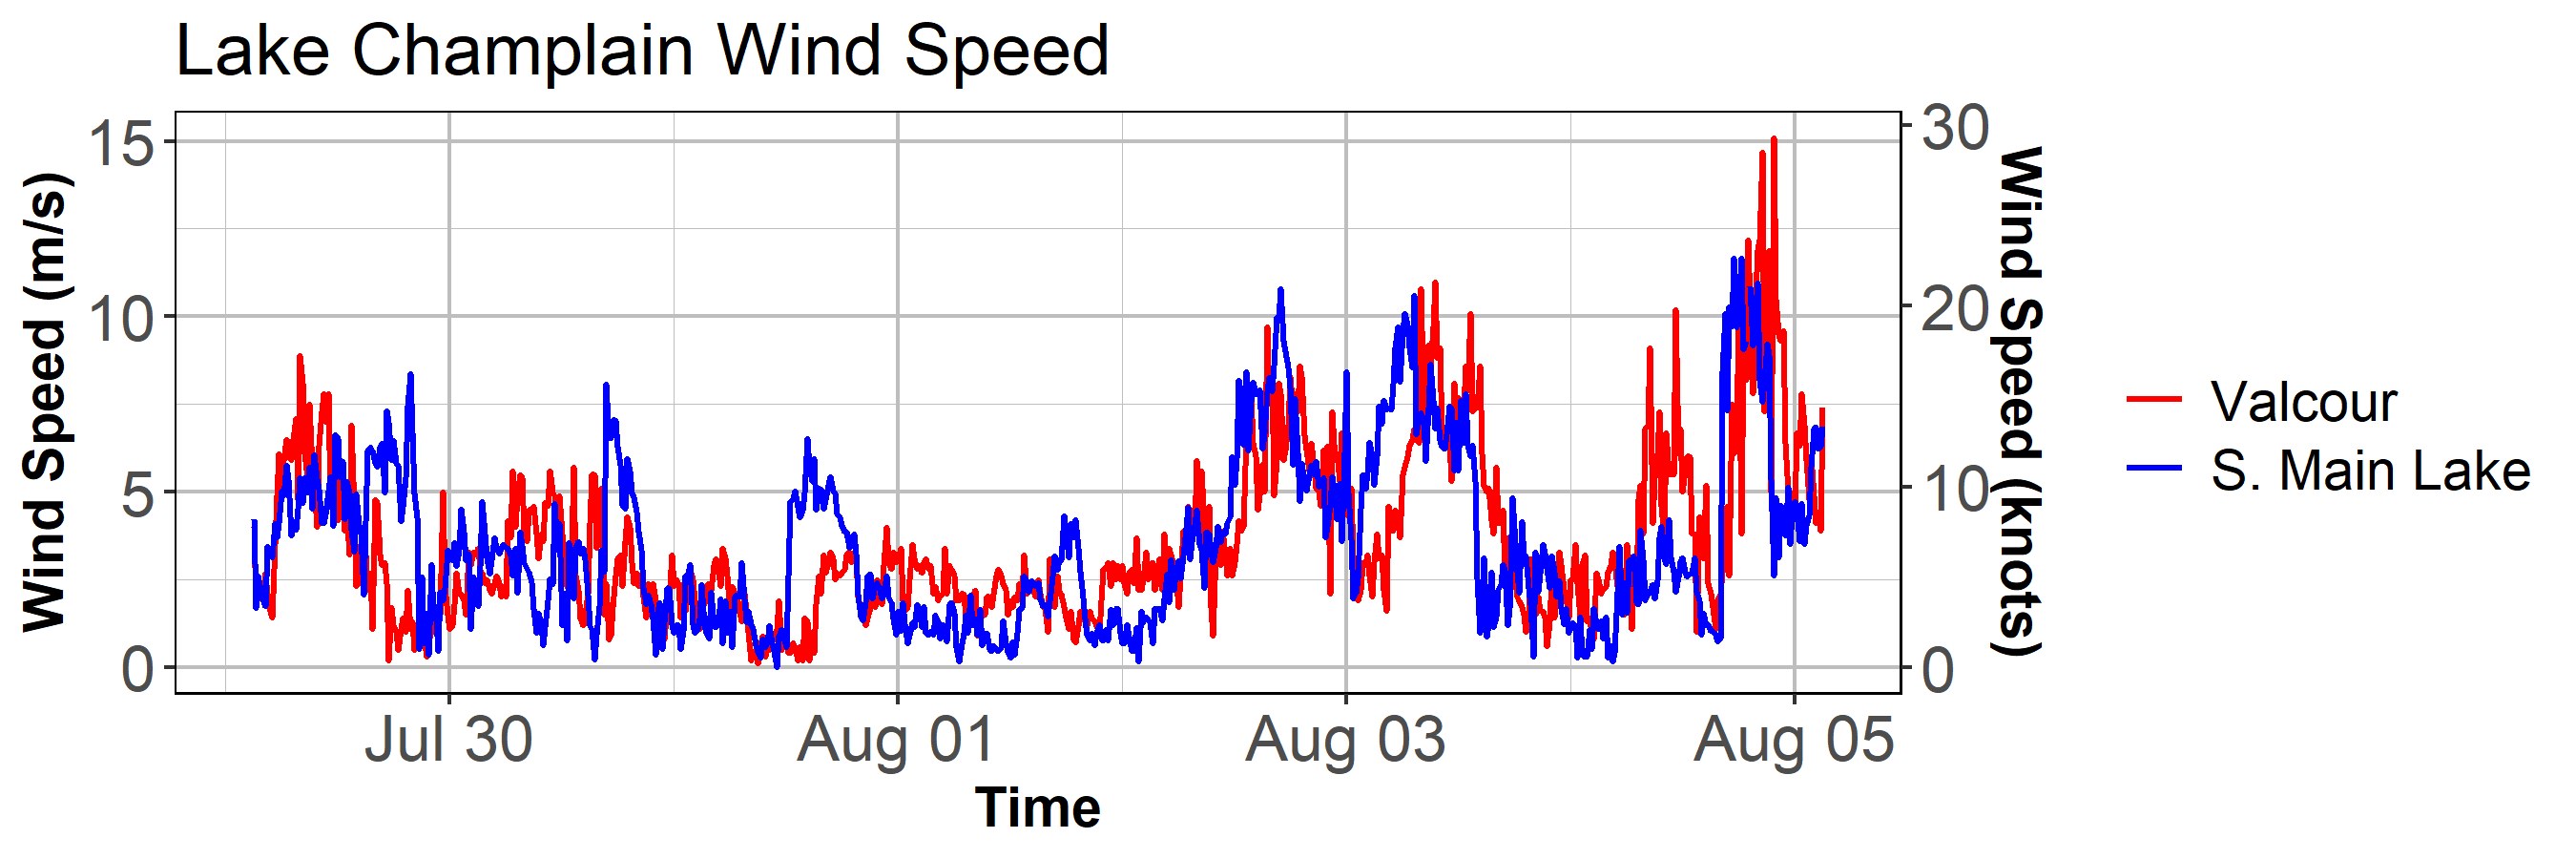 Lake Champlain Wind Speed
Wind Speed (m/s)
15
10
5
0
30
20
10
0
Wind Speed (knots)
Jul 30
Aug 01
Aug 03
Aug 05
Time
Valcour
S. Main Lake